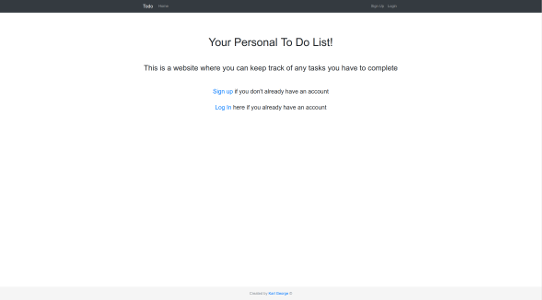 Todo Home Sign Up Login
Your Personal To Do List!
This is a website where you can keep track of any tasks you have to complete
Sign up if you don't already have an account
Log in here if you already have an account
Created by